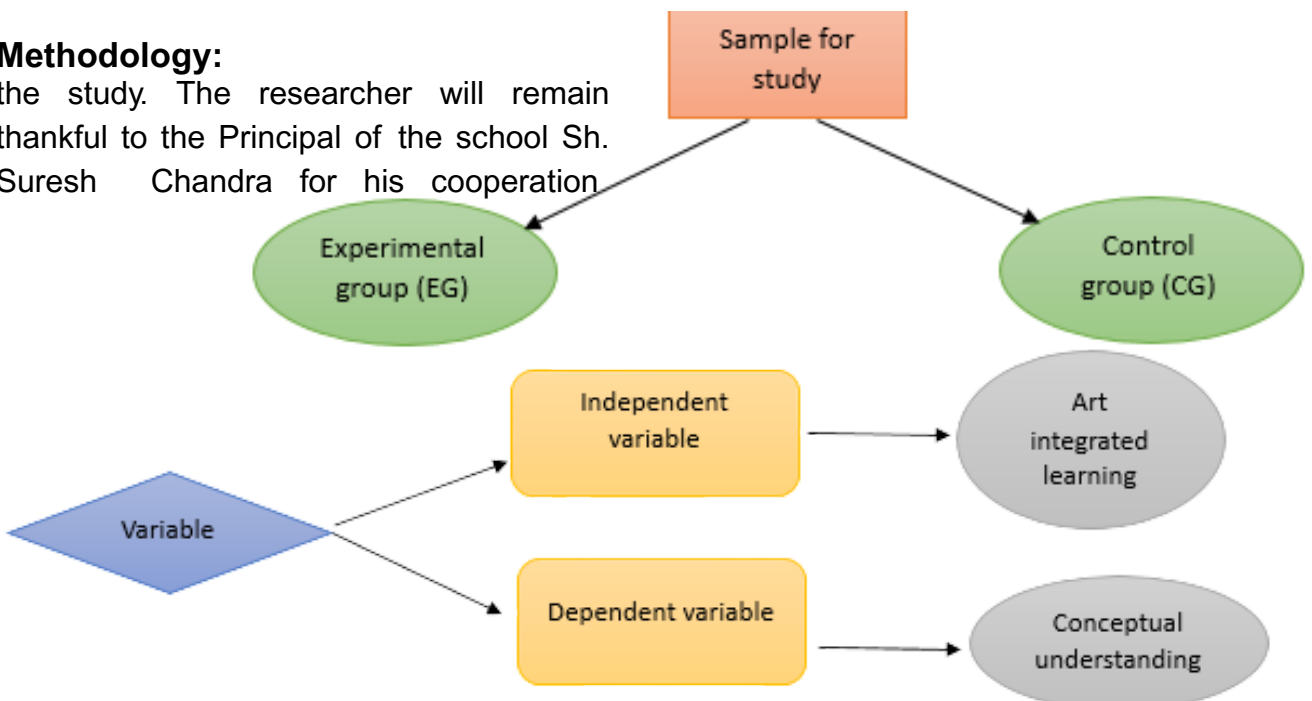 Methodology:
the study. The researcher will remain
thankful to the Principal of the school Sh.
Suresh Chandra for his cooperation
Sample for
study
Experimental
group (EG)
Control
group (CG)
Independent
variable
Art
integrated
learning
Variable
Dependent variable
Conceptual
understanding